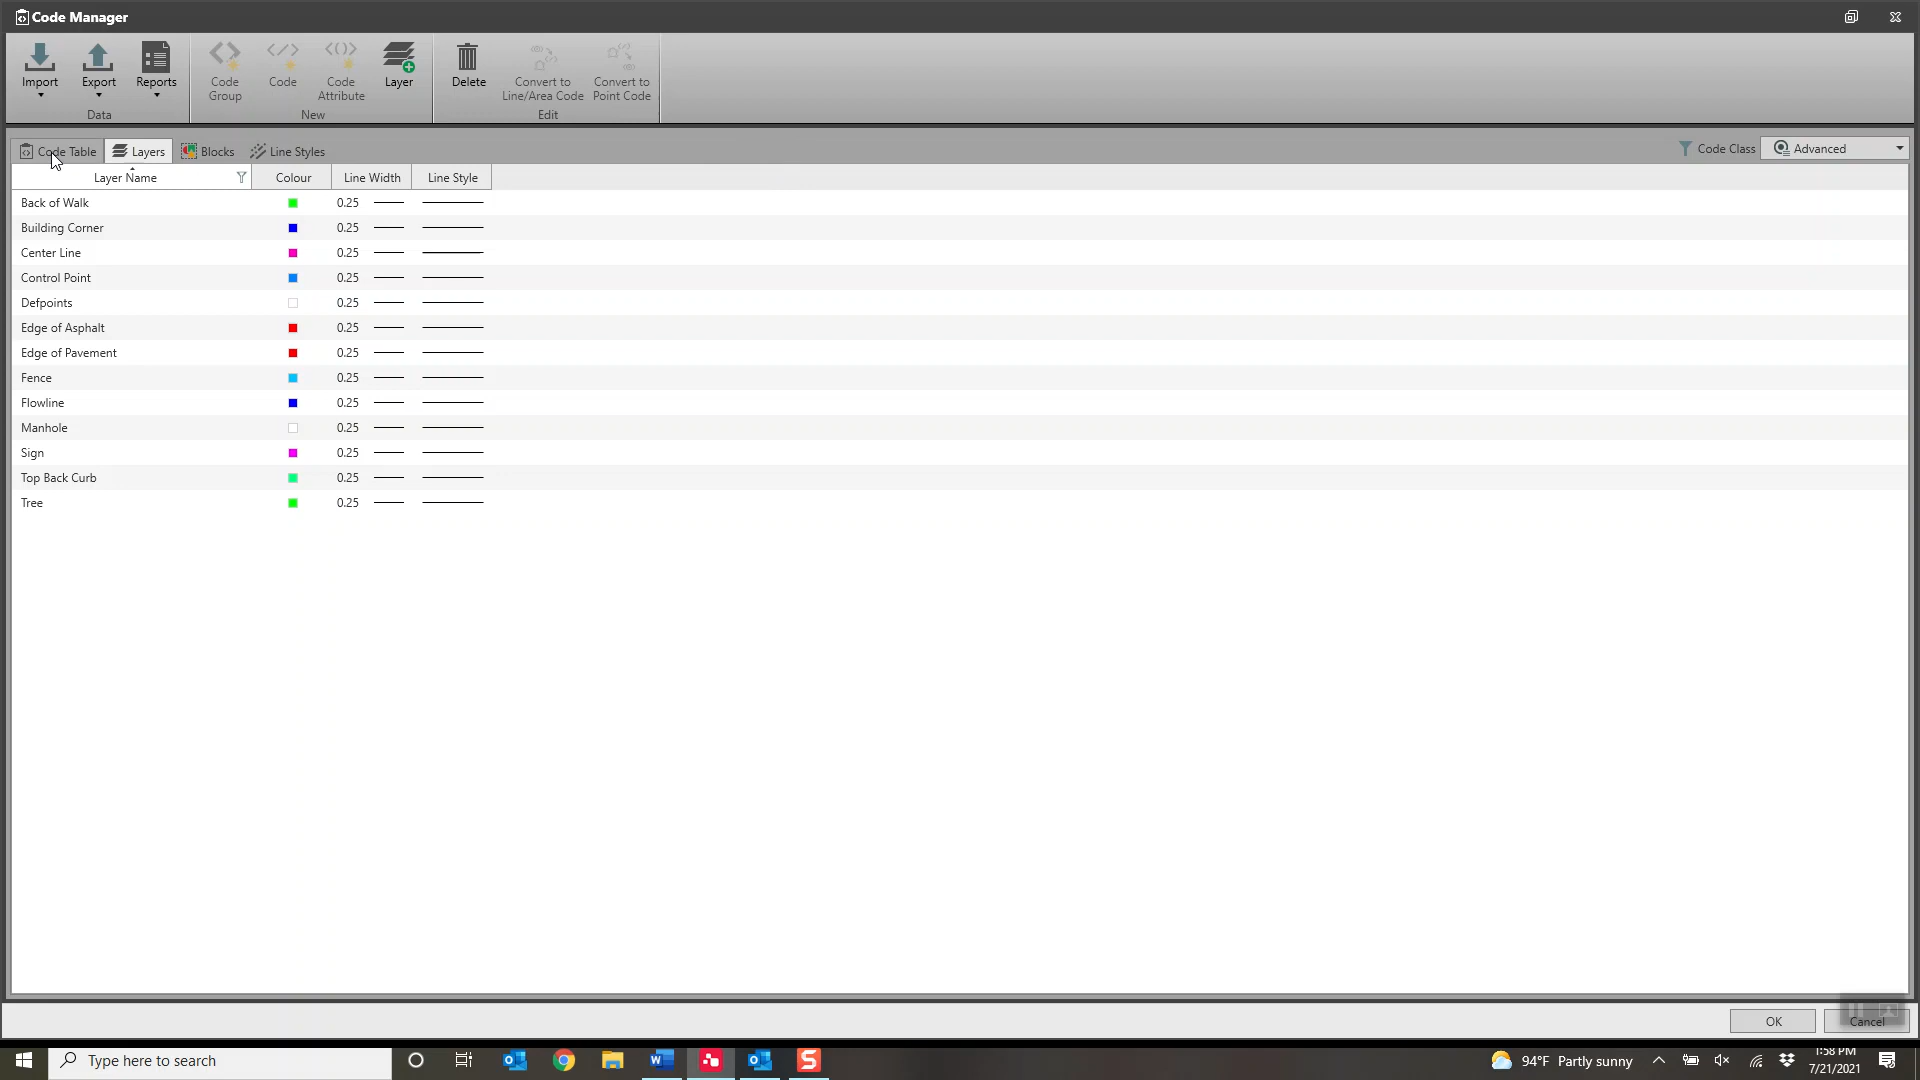 Code Manager
Import
Export
Reports
Data
Code Group
Code
Code Attribute
Layer
New
Delete
Convert to Line/Area Code
Convert to Point Code
Edit
Code Table
Layers
Blocks
Line Styles
Code Class
Advanced
Layer Name Colour Line Width Line Style
Back of Walk 0.25
Building Corner 0.25
Center Line 0.25
Control Point 0.25
Defpoints 0.25
Edge of Asphalt 0.25
Edge of Pavement 0.25
Fence 0.25
Flowline 0.25
Manhole 0.25
Sign 0.25
Top Back Curb 0.25
Tree 0.25
OK
Cancel
Type here to search
94°F Partly sunny
1:58 PM
7/21/2021